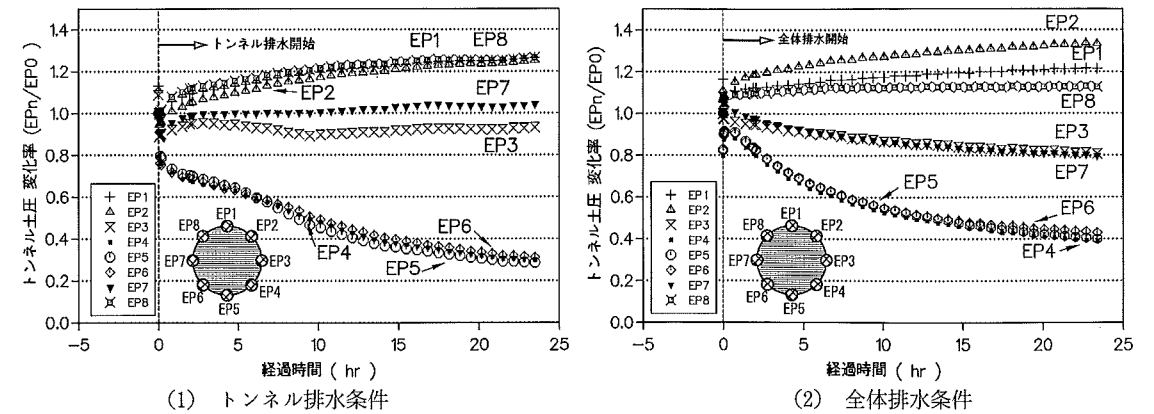 トンネル土圧 変化率 (EPn/EP0)
1.4
1.2
1.0
0.8
0.6
0.4
0.2
0.0
トンネル排水開始
EP1 EP8
EP2
EP7
EP3
EP6
EP4
EP5
EP1
EP2
EP3
EP4
EP5
EP6
EP7
EP8
EP1
EP8 EP2
EP7 EP3
EP6 EP4
EP5
-5 0 5 10 15 20 25
経過時間 ( hr )
(1) トンネル排水条件
トンネル土圧 変化率 (EPn/EP0)
1.4
1.2
1.0
0.8
0.6
0.4
0.2
0.0
全体排水開始
EP2
EP1
EP8
EP3
EP7
EP5
EP6
EP4
EP1
EP2
EP3
EP4
EP5
EP6
EP7
EP8
EP1
EP8 EP2
EP7 EP3
EP6 EP4
EP5
-5 0 5 10 15 20 25
経過時間 ( hr )
(2) 全体排水条件